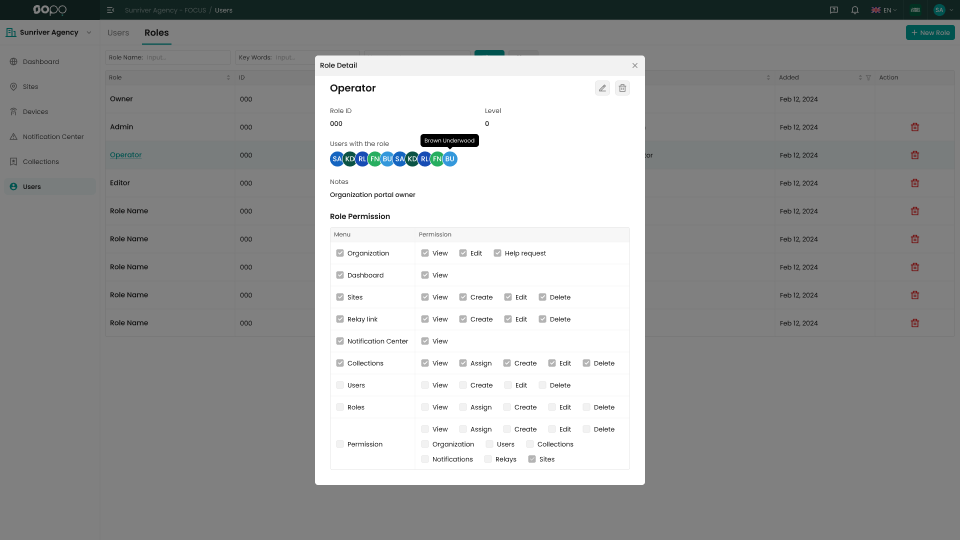 oopo
Sunriver Agency - FOCUS / Users
EN
SA
Sunriver Agency
Users
Roles
+ New Role
Dashboard
Sites
Devices
Notification Center
Collections
Users
Role Name: Input...
Key Words: Input...
Role
ID
Added
Action
Owner
000
Feb 12, 2024
Admin
000
Feb 12, 2024
Operator
000
Feb 12, 2024
Editor
000
Feb 12, 2024
Role Name
000
Feb 12, 2024
Role Name
000
Feb 12, 2024
Role Name
000
Feb 12, 2024
Role Name
000
Feb 12, 2024
Role Name
000
Feb 12, 2024
Role Detail
Operator
Role ID
Level
000
0
Brown Underwood
Users with the role
SA KD RL FN BU SA KD RL FN BU
Notes
Organization portal owner
Role Permission
Menu
Permission
Organization
View Edit Help request
Dashboard
View
Sites
View Create Edit Delete
Relay link
View Create Edit Delete
Notification Center
View
Collections
View Assign Create Edit Delete
Users
View Create Edit Delete
Roles
View Assign Create Edit Delete
Permission
View Assign Create Edit Delete
Organization Users Collections
Notifications Relays Sites